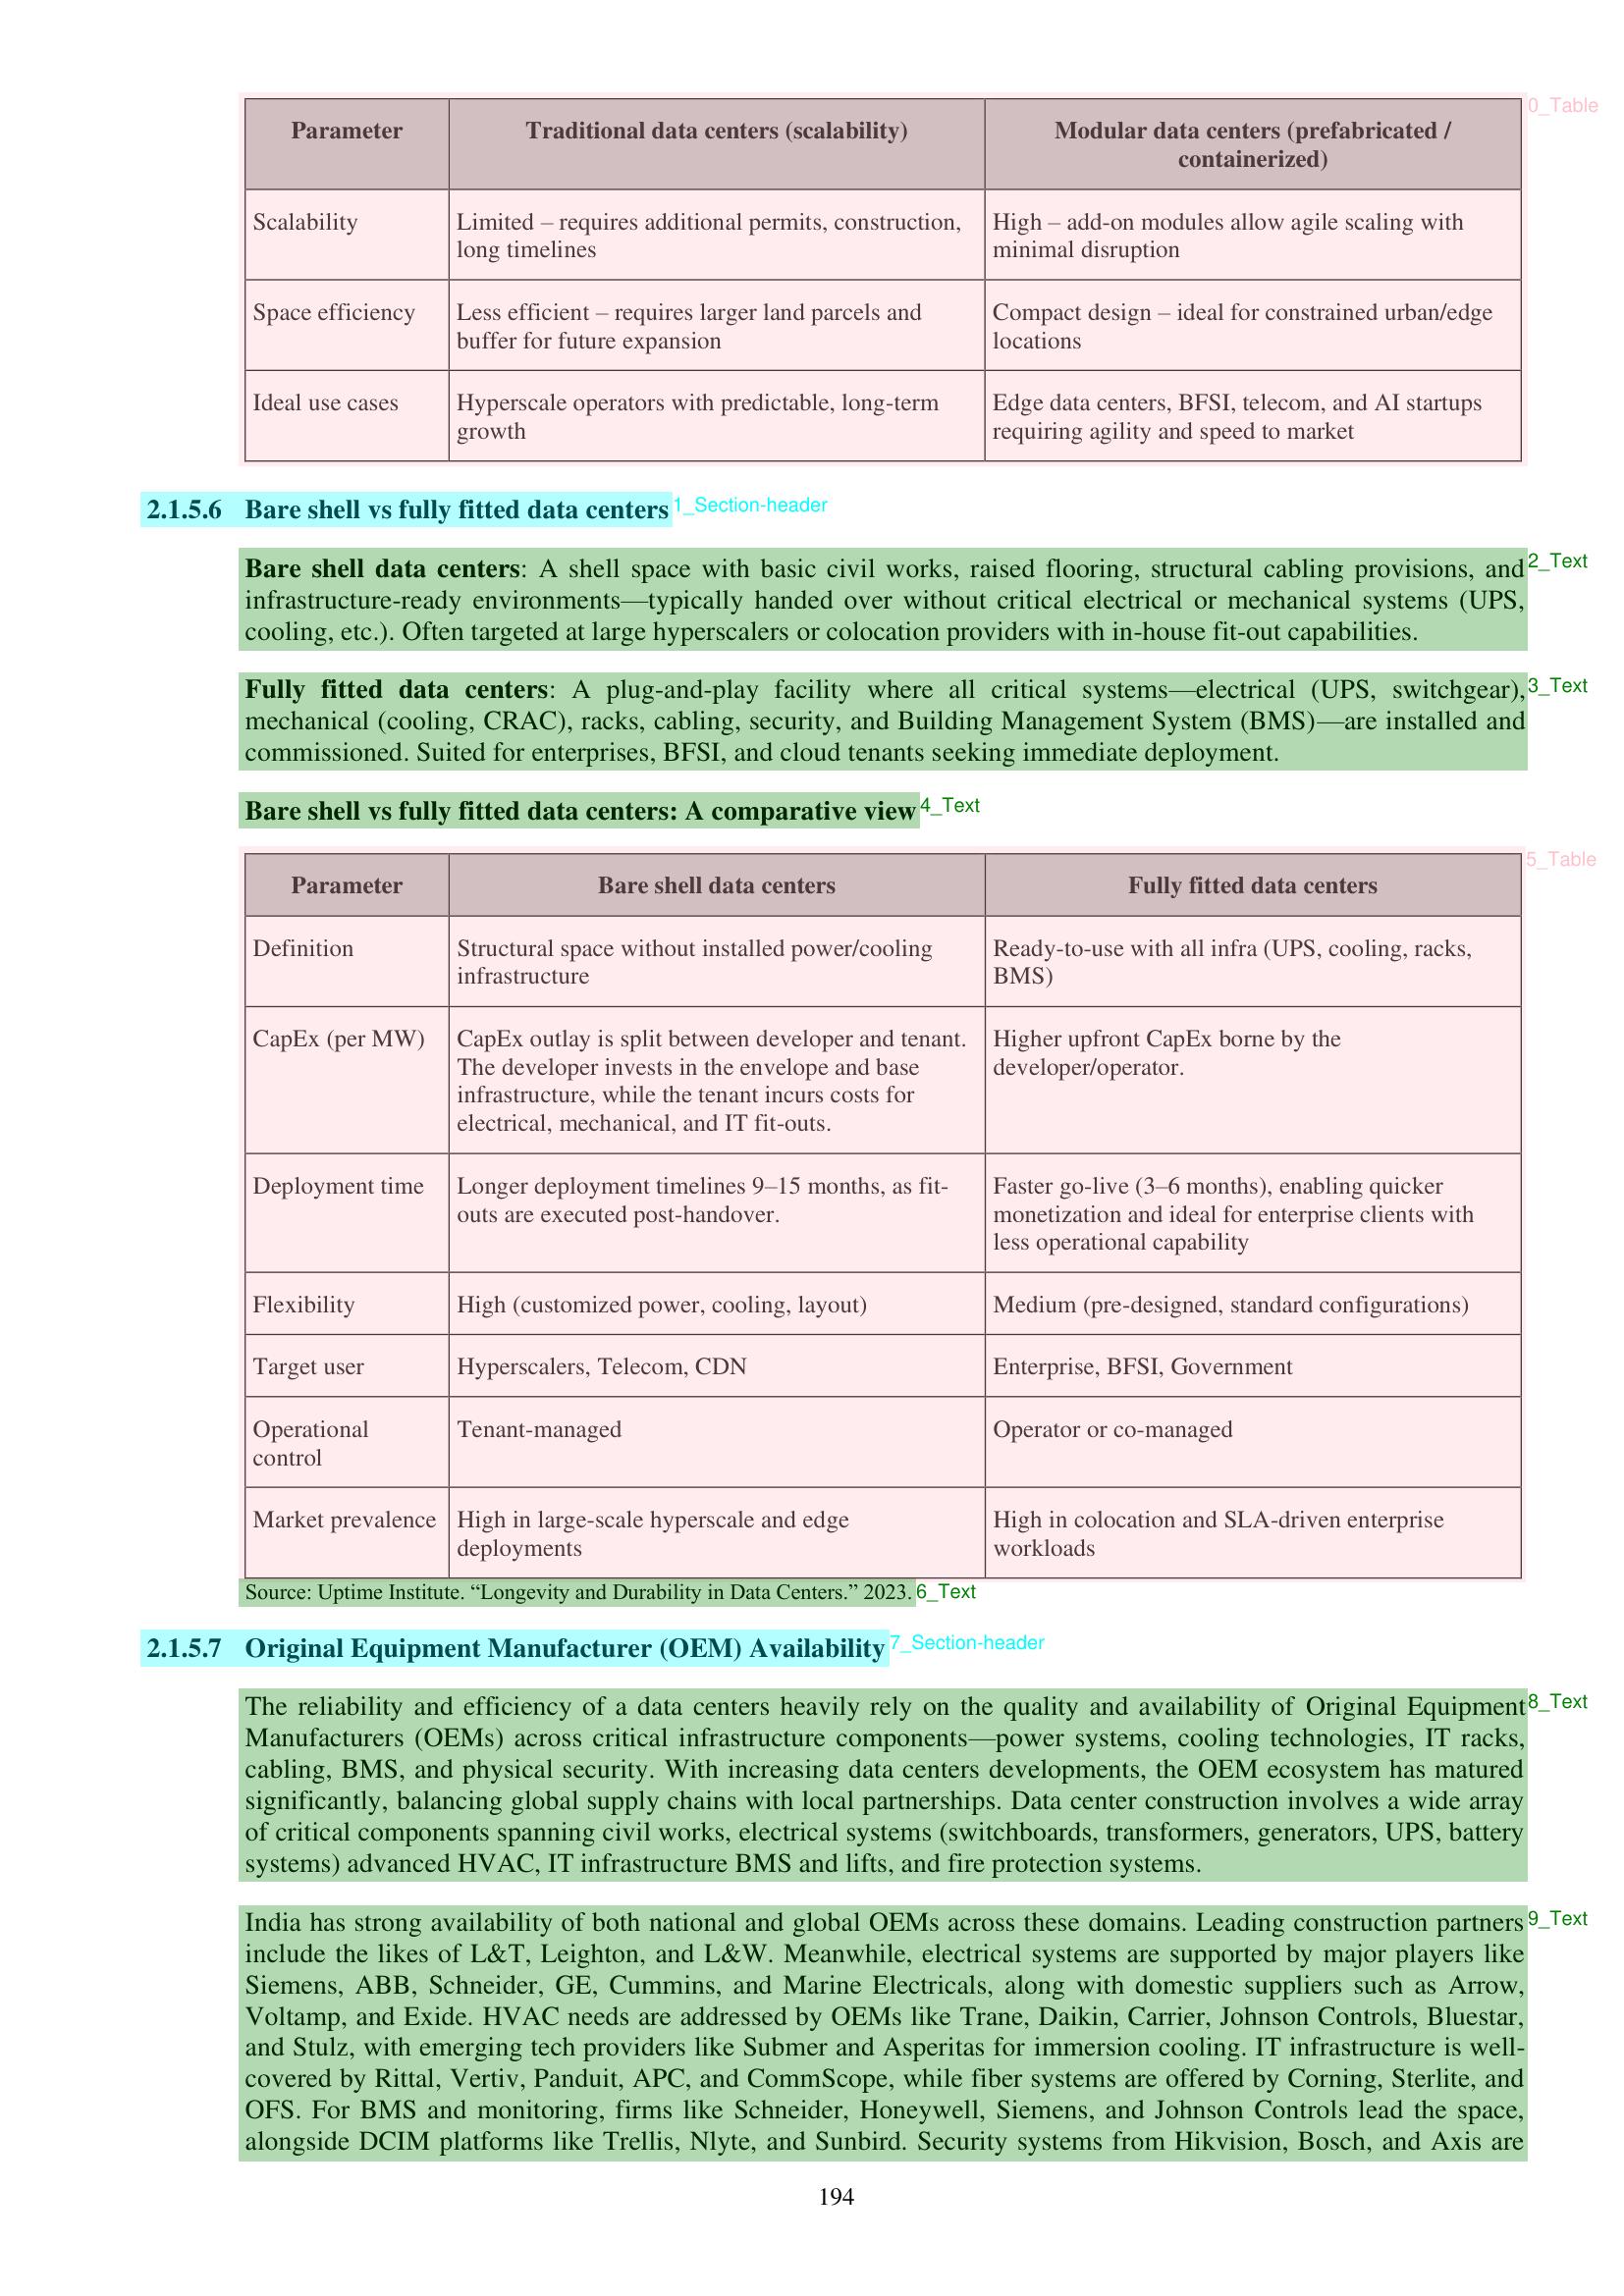 0_Table
Parameter
Traditional data centers (scalability)
Modular data centers (prefabricated /
containerized)
Scalability
Limited – requires additional permits, construction,
long timelines
High – add-on modules allow agile scaling with
minimal disruption
Space efficiency
Less efficient – requires larger land parcels and
buffer for future expansion
Compact design – ideal for constrained urban/edge
locations
Ideal use cases
Hyperscale operators with predictable, long-term
growth
Edge data centers, BFSI, telecom, and AI startups
requiring agility and speed to market
2.1.5.6 Bare shell vs fully fitted data centers 1_Section-header
Bare shell data centers: A shell space with basic civil works, raised flooring, structural cabling provisions, and 2_Text
infrastructure-ready environments—typically handed over without critical electrical or mechanical systems (UPS,
cooling, etc.). Often targeted at large hyperscalers or colocation providers with in-house fit-out capabilities.
Fully fitted data centers: A plug-and-play facility where all critical systems—electrical (UPS, switchgear), 3_Text
mechanical (cooling, CRAC), racks, cabling, security, and Building Management System (BMS)—are installed and
commissioned. Suited for enterprises, BFSI, and cloud tenants seeking immediate deployment.
Bare shell vs fully fitted data centers: A comparative view 4_Text
5_Table
Parameter
Bare shell data centers
Fully fitted data centers
Definition
Structural space without installed power/cooling
infrastructure
Ready-to-use with all infra (UPS, cooling, racks,
BMS)
CapEx (per MW)
CapEx outlay is split between developer and tenant.
The developer invests in the envelope and base
infrastructure, while the tenant incurs costs for
electrical, mechanical, and IT fit-outs.
Higher upfront CapEx borne by the
developer/operator.
Deployment time
Longer deployment timelines 9–15 months, as fit-
outs are executed post-handover.
Faster go-live (3–6 months), enabling quicker
monetization and ideal for enterprise clients with
less operational capability
Flexibility
High (customized power, cooling, layout)
Medium (pre-designed, standard configurations)
Target user
Hyperscalers, Telecom, CDN
Enterprise, BFSI, Government
Operational
control
Tenant-managed
Operator or co-managed
Market prevalence
High in large-scale hyperscale and edge
deployments
High in colocation and SLA-driven enterprise
workloads
Source: Uptime Institute. “Longevity and Durability in Data Centers.” 2023. 6_Text
2.1.5.7 Original Equipment Manufacturer (OEM) Availability 7_Section-header
The reliability and efficiency of a data centers heavily rely on the quality and availability of Original Equipment 8_Text
Manufacturers (OEMs) across critical infrastructure components—power systems, cooling technologies, IT racks,
cabling, BMS, and physical security. With increasing data centers developments, the OEM ecosystem has matured
significantly, balancing global supply chains with local partnerships. Data center construction involves a wide array
of critical components spanning civil works, electrical systems (switchboards, transformers, generators, UPS, battery
systems) advanced HVAC, IT infrastructure BMS and lifts, and fire protection systems.
India has strong availability of both national and global OEMs across these domains. Leading construction partners 9_Text
include the likes of L&T, Leighton, and L&W. Meanwhile, electrical systems are supported by major players like
Siemens, ABB, Schneider, GE, Cummins, and Marine Electricals, along with domestic suppliers such as Arrow,
Voltamp, and Exide. HVAC needs are addressed by OEMs like Trane, Daikin, Carrier, Johnson Controls, Bluestar,
and Stulz, with emerging tech providers like Submer and Asperitas for immersion cooling. IT infrastructure is well-
covered by Rittal, Vertiv, Panduit, APC, and CommScope, while fiber systems are offered by Corning, Sterlite, and
OFS. For BMS and monitoring, firms like Schneider, Honeywell, Siemens, and Johnson Controls lead the space,
alongside DCIM platforms like Trellis, Nlyte, and Sunbird. Security systems from Hikvision, Bosch, and Axis are
194